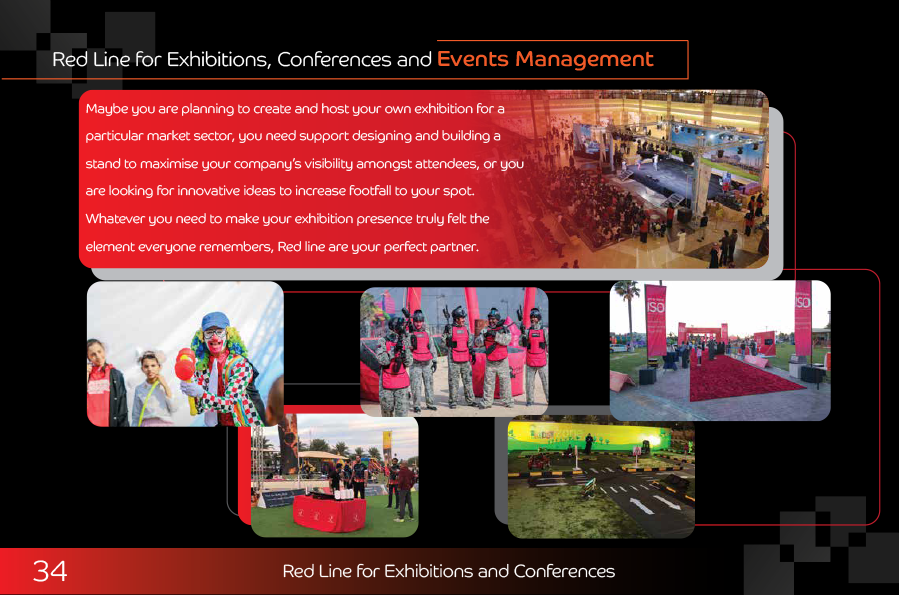 Red Line for Exhibitions, Conferences and Events Management
Maybe you are planning to create and host your own exhibition for a
particular market sector, you need support designing and building a
stand to maximise your company's visibility amongst attendees, or you
are looking for innovative ideas to increase footfall to your spot.
Whatever you need to make your exhibition presence truly felt the
element everyone remembers, Red line are your perfect partner.
ISO
ISO
34
Red Line for Exhibitions and Conferences